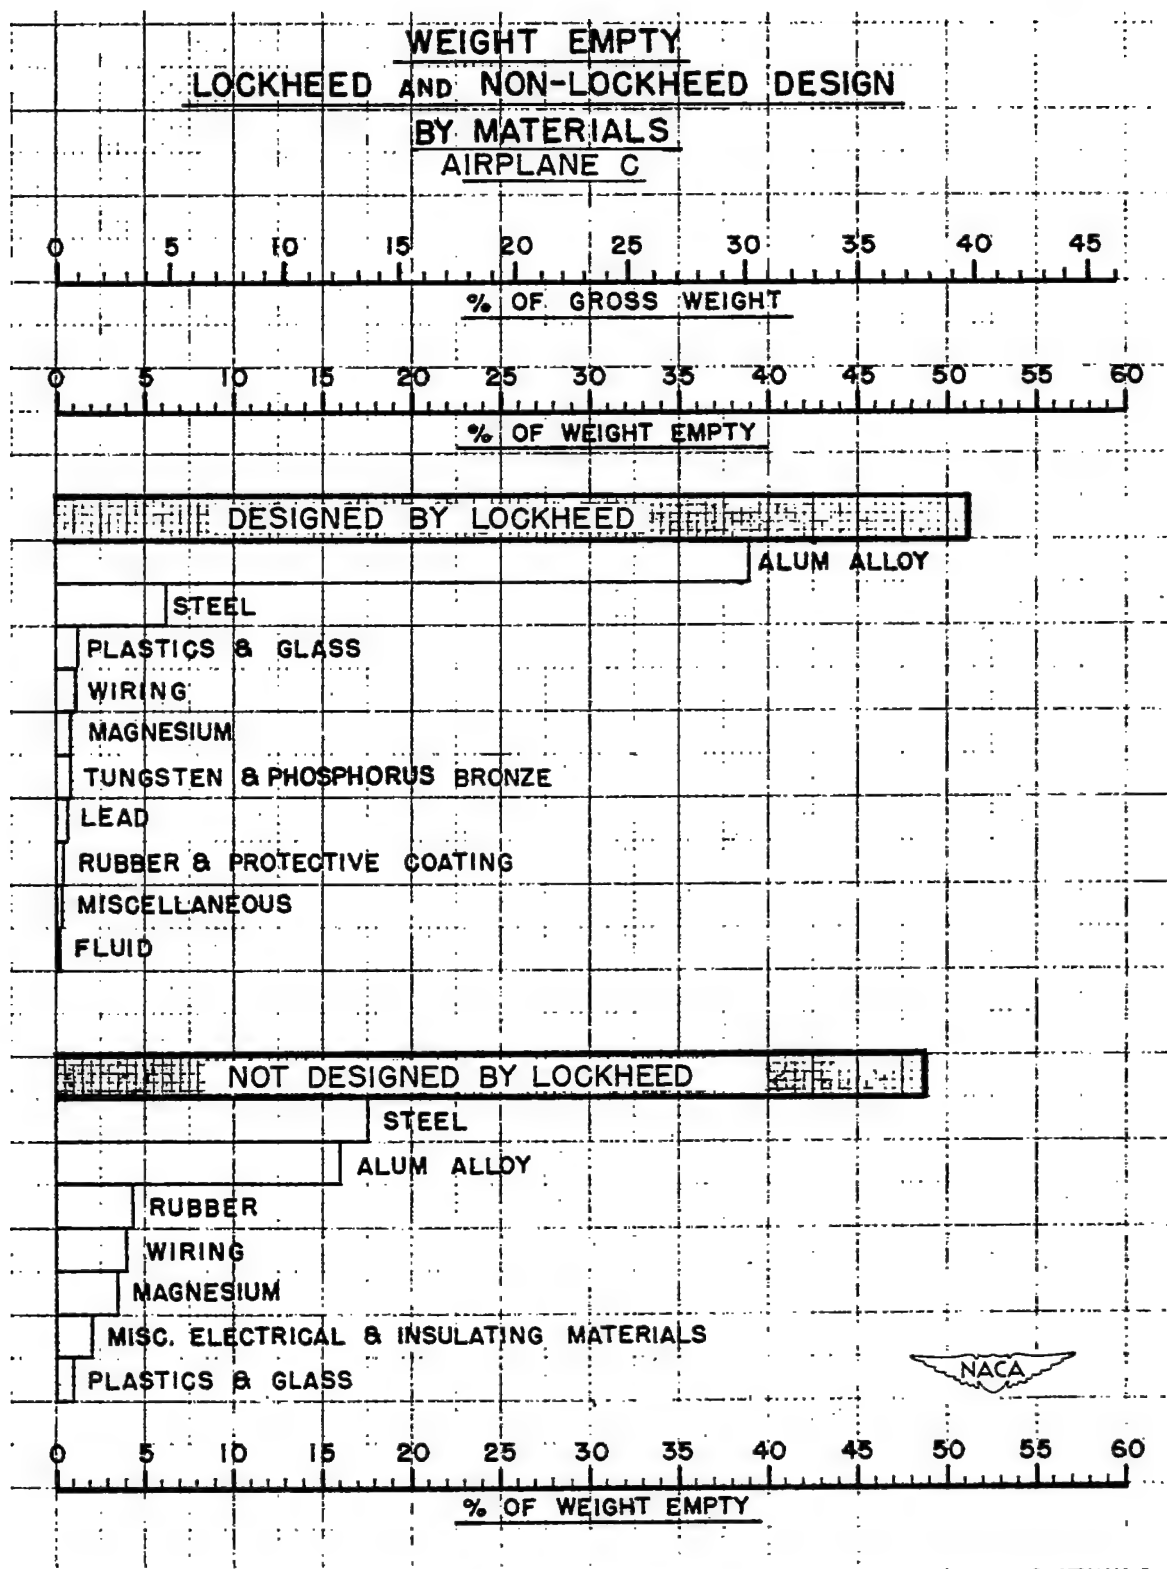 WEIGHT EMPTY
LOCKHEED AND NON-LOCKHEED DESIGN
BY MATERIALS
AIRPLANE C
0 5 10 15 20 25 30 35 40 45
% OF GROSS WEIGHT
0 5 10 15 20 25 30 35 40 45 50 55 60
% OF WEIGHT EMPTY
DESIGNED BY LOCKHEED
ALUM ALLOY
STEEL
PLASTICS & GLASS
WIRING
MAGNESIUM
TUNGSTEN & PHOSPHORUS BRONZE
LEAD
RUBBER & PROTECTIVE COATING
MISCELLANEOUS
FLUID
NOT DESIGNED BY LOCKHEED
STEEL
ALUM ALLOY
RUBBER
WIRING
MAGNESIUM
MISC. ELECTRICAL & INSULATING MATERIALS
PLASTICS & GLASS
NACA
0 5 10 15 20 25 30 35 40 45 50 55 60
% OF WEIGHT EMPTY